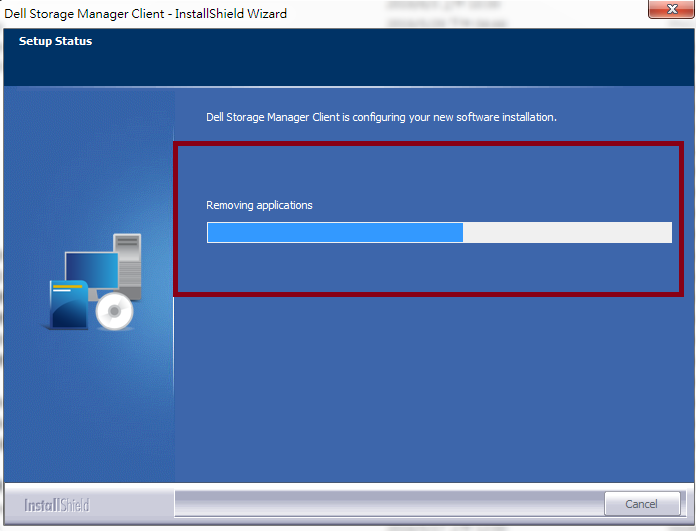 Dell Storage Manager Client - InstallShield Wizard
Setup Status
Dell Storage Manager Client is configuring your new software installation.
Removing applications
InstallShield
Cancel